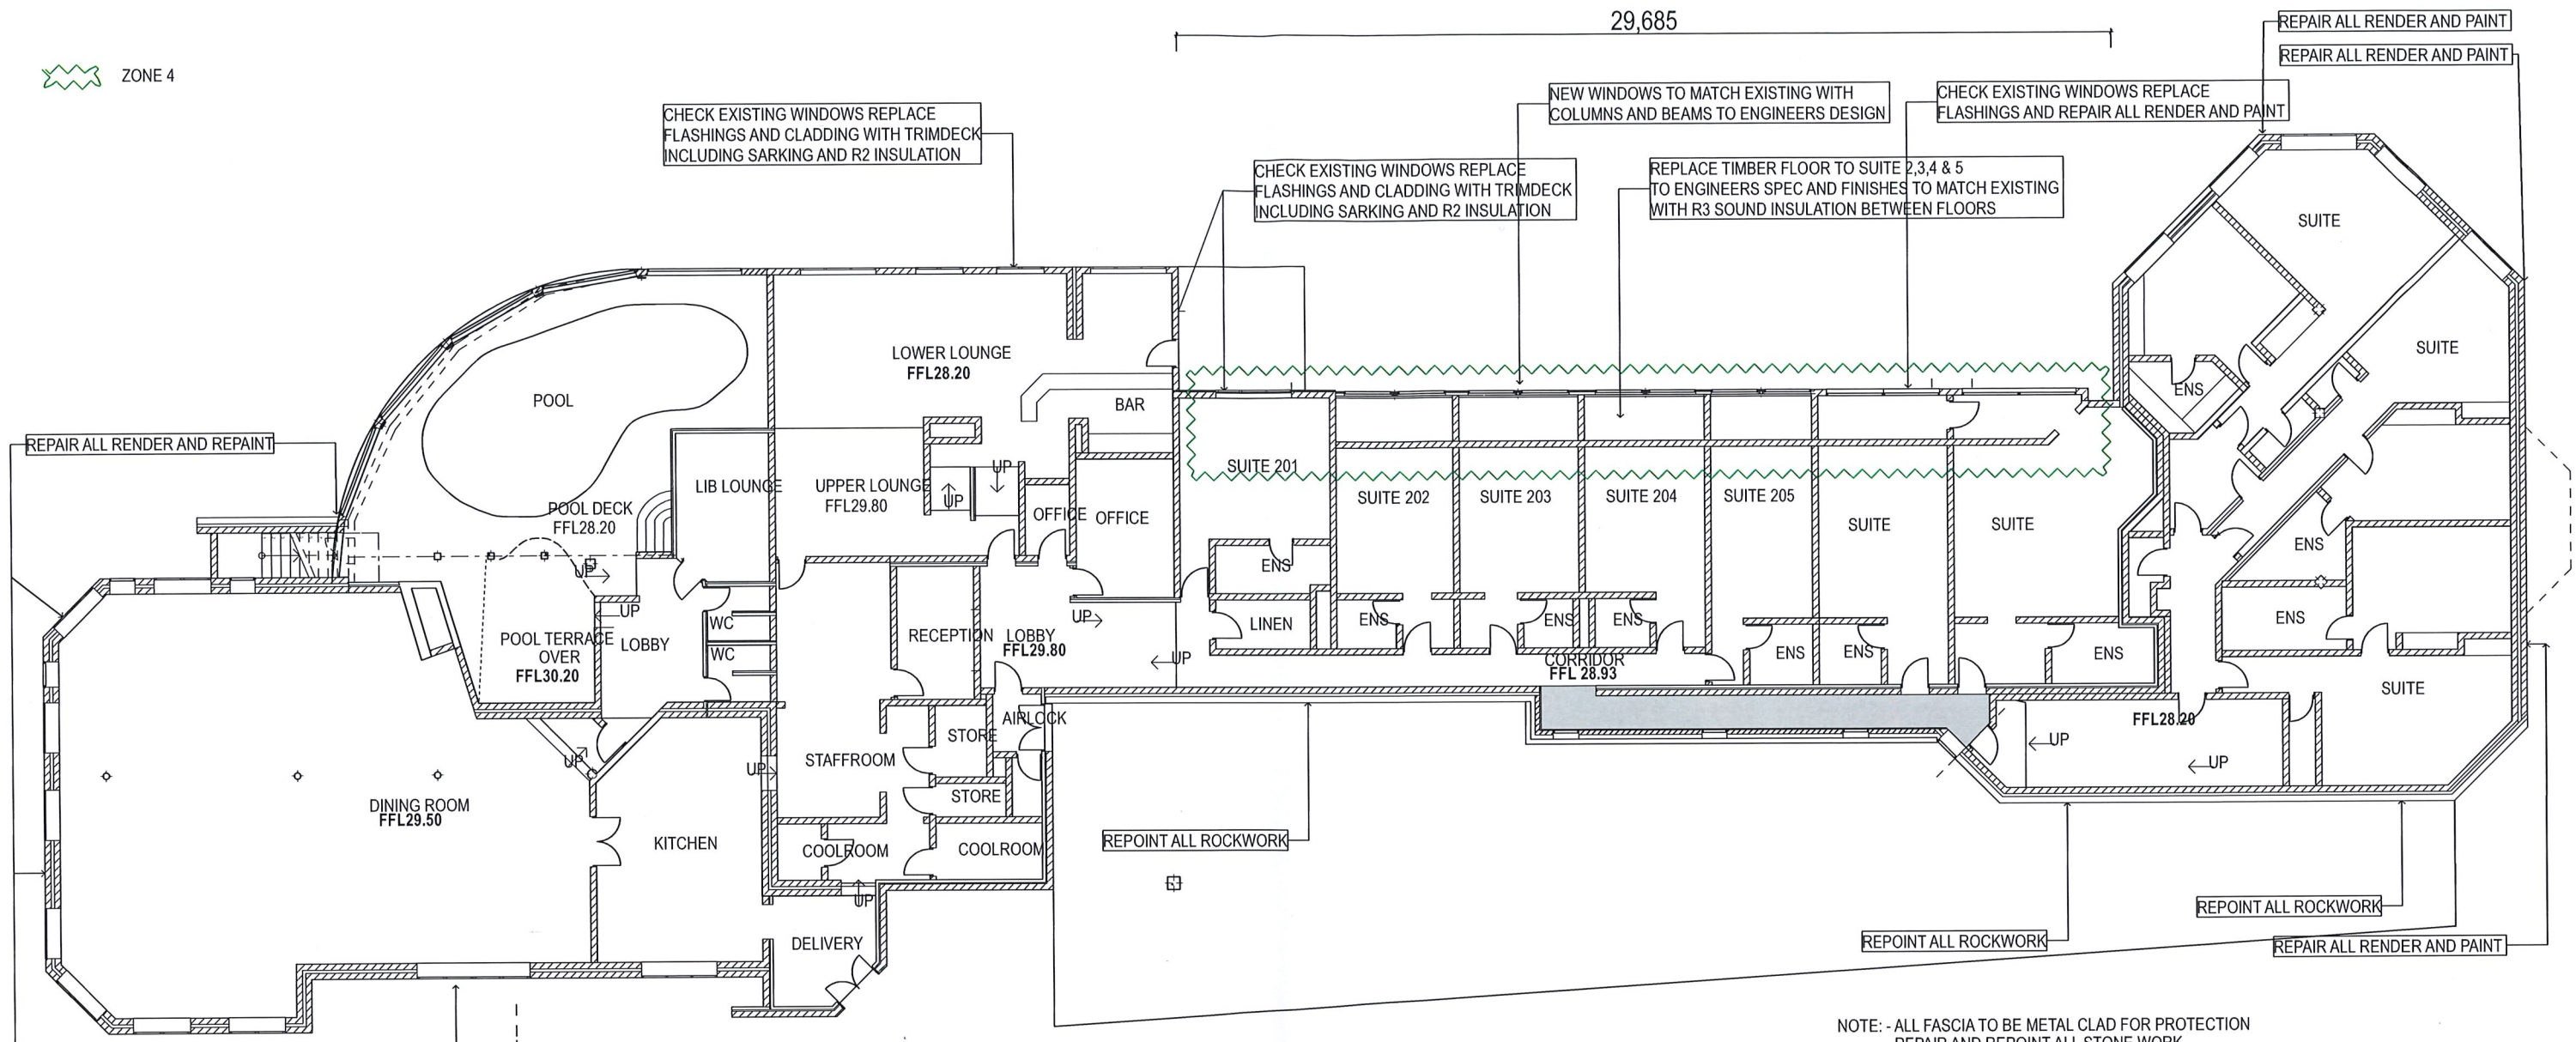 29,685
REPAIR ALL RENDER AND PAINT
REPAIR ALL RENDER AND PAINT
ZONE 4
CHECK EXISTING WINDOWS REPLACE
FLASHINGS AND CLADDING WITH TRIMDECK
INCLUDING SARKING AND R2 INSULATION
NEW WINDOWS TO MATCH EXISTING WITH
COLUMNS AND BEAMS TO ENGINEERS DESIGN
CHECK EXISTING WINDOWS REPLACE
FLASHINGS AND REPAIR ALL RENDER AND PAINT
CHECK EXISTING WINDOWS REPLACE
FLASHINGS AND CLADDING WITH TRIMDECK
INCLUDING SARKING AND R2 INSULATION
REPLACE TIMBER FLOOR TO SUITE 2,3,4 & 5
TO ENGINEERS SPEC AND FINISHES TO MATCH EXISTING
WITH R3 SOUND INSULATION BETWEEN FLOORS
SUITE
SUITE
ENS
LOWER LOUNGE
FFL28.20
POOL
BAR
REPAIR ALL RENDER AND REPAINT
SUITE 201
UP
UP
LIB LOUNGE
UPPER LOUNGE
FFL29.80
SUITE 202
SUITE 203
SUITE 204
SUITE 205
POOL DECK
FFL28.20
OFFICE
OFFICE
SUITE
SUITE
ENS
ENS
UP
UP
UP
WC
LINEN
ENS
ENS
ENS
ENS
POOL TERRACE
OVER
FFL30.20
LOBBY
RECEPTION
LOBBY
FFL29.80
WC
UP
CORRIDOR
FFL 28.93
ENS
ENS
ENS
SUITE
AIRLOCK
STORE
FFL28.20
UP
UP
UP
UP
STAFFROOM
STORE
DINING ROOM
FFL29.50
KITCHEN
COOLROOM
COOLROOM
REPOINT ALL ROCKWORK
UP
REPOINT ALL ROCKWORK
DELIVERY
REPOINT ALL ROCKWORK
REPAIR ALL RENDER AND PAINT
NOTE: - ALL FASCIA TO BE METAL CLAD FOR PROTECTION
REPAIR AND REPOINT ALL STONE WORK